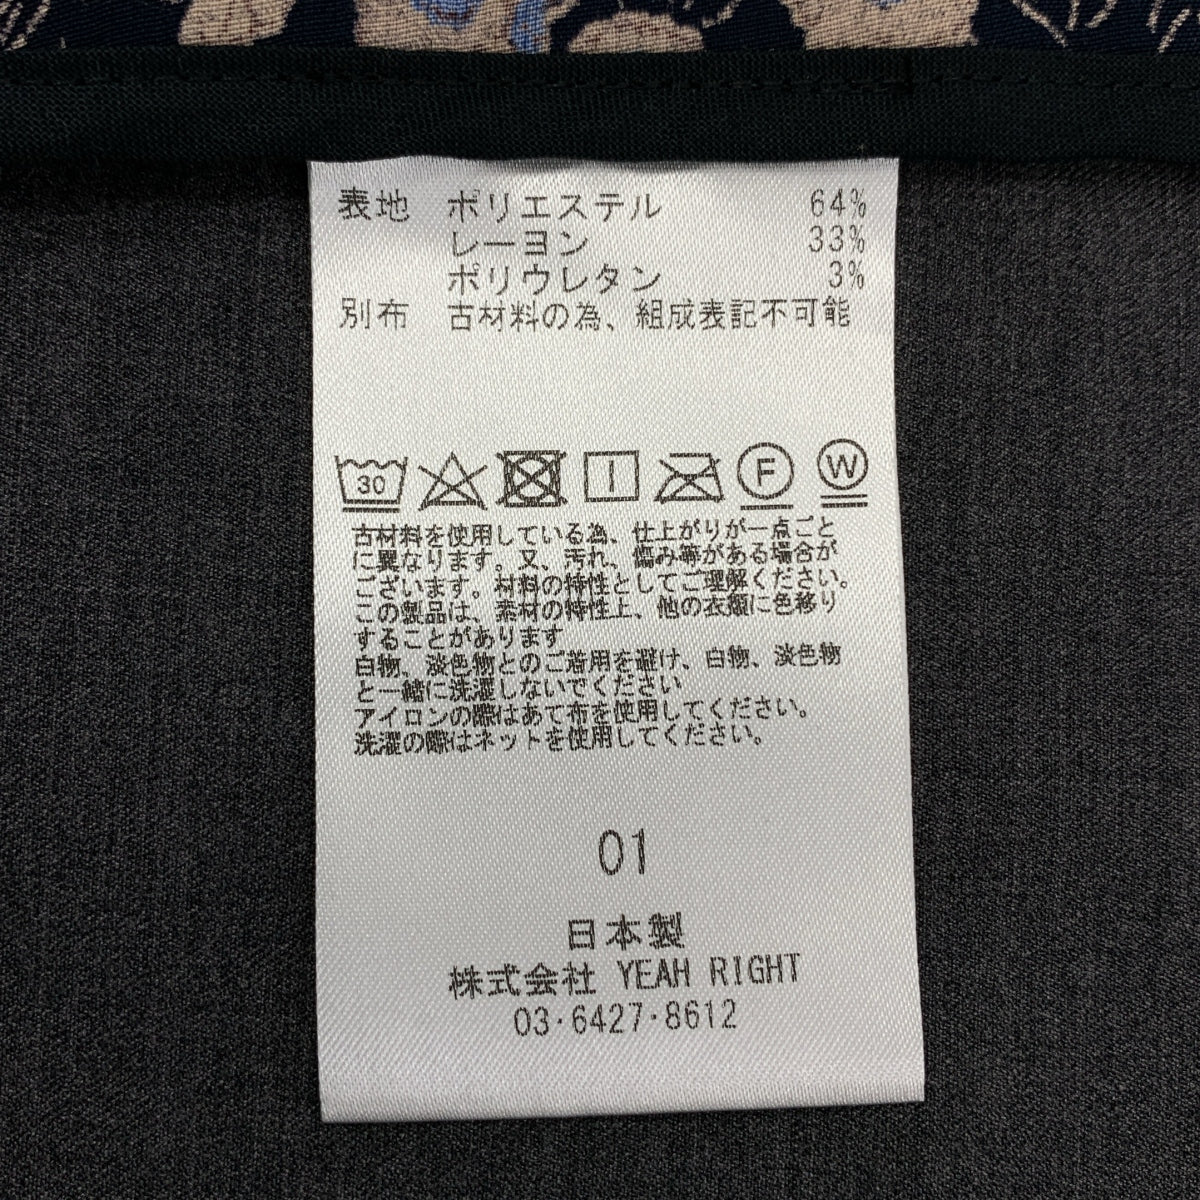 表地 ポリエステル 64%
レーヨン 33%
ポリウレタン 3%
別布 古材料の為、組成表記不可能
30 F W
古材料を使用している為、仕上がりが一点ごと
に異なります。又、汚れ、傷み等がある場合が
ございます。材料の特性としてご理解ください。
この製品は、素材の特性上、他の衣類に色移り
することがあります
白物、淡色物とのご着用を避け、白物、淡色物
と一緒に洗濯しないでください
アイロンの際はあて布を使用してください。
洗濯の際はネットを使用してください。
01
日本製
株式会社 YEAH RIGHT
03・6427・8612